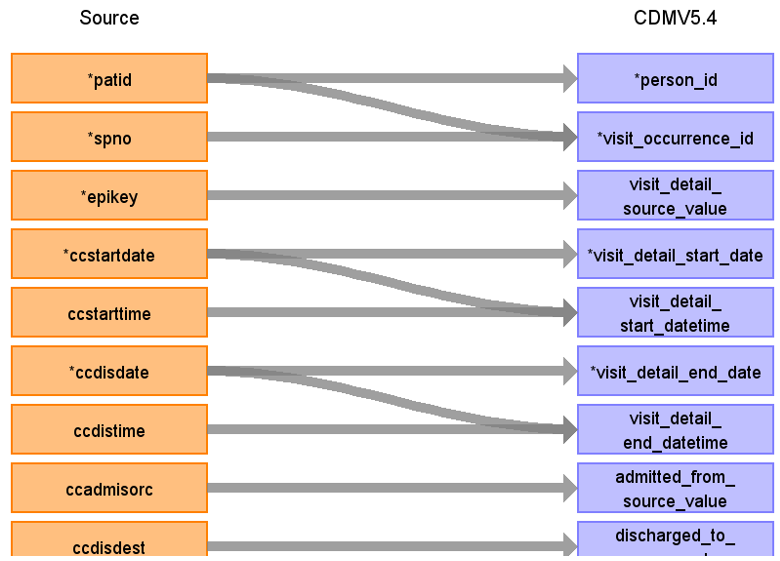 Source CDMV5.4
*patid *person_id
*spno *visit_occurrence_id
*epikey visit_detail_
source_value
*ccstartdate *visit_detail_start_date
ccstarttime visit_detail_
start_datetime
*ccdisdate *visit_detail_end_date
ccdistime visit_detail_
end_datetime
ccadmisorc admitted_from_
source_value
ccdisdest discharged_to_